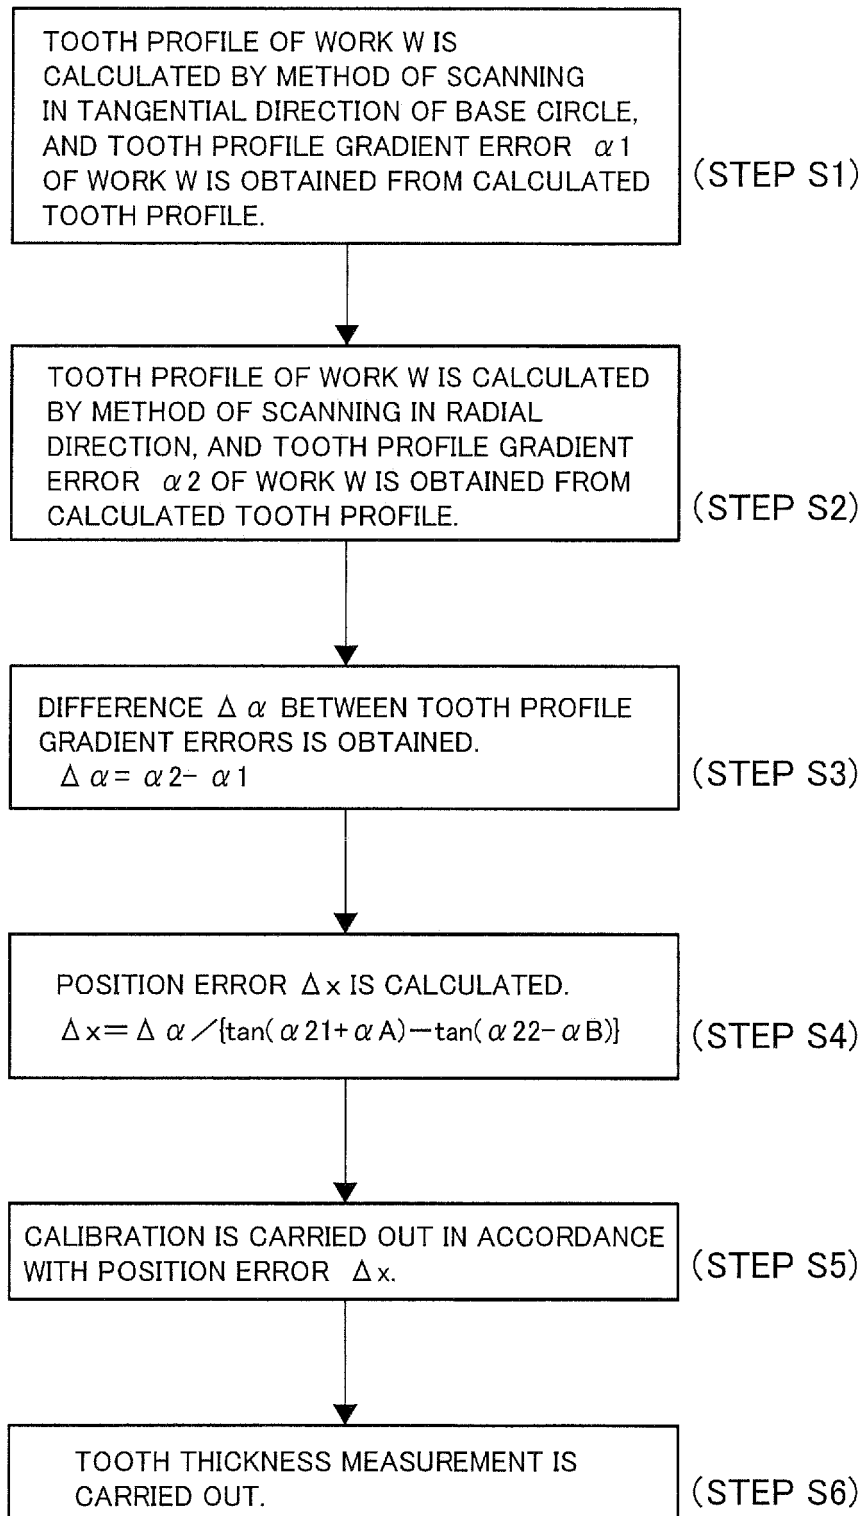 TOOTH PROFILE OF WORK W IS
CALCULATED BY METHOD OF SCANNING
IN TANGENTIAL DIRECTION OF BASE CIRCLE,
AND TOOTH PROFILE GRADIENT ERROR α1
OF WORK W IS OBTAINED FROM CALCULATED
TOOTH PROFILE.
(STEP S1)
TOOTH PROFILE OF WORK W IS CALCULATED
BY METHOD OF SCANNING IN RADIAL
DIRECTION, AND TOOTH PROFILE GRADIENT
ERROR α2 OF WORK W IS OBTAINED FROM
CALCULATED TOOTH PROFILE.
(STEP S2)
DIFFERENCE Δα BETWEEN TOOTH PROFILE
GRADIENT ERRORS IS OBTAINED.
Δα= α2- α1
(STEP S3)
POSITION ERROR Δx IS CALCULATED.
Δx=Δα/{tan(α21+αA)-tan(α22-αB)}
(STEP S4)
CALIBRATION IS CARRIED OUT IN ACCORDANCE
WITH POSITION ERROR Δx.
(STEP S5)
TOOTH THICKNESS MEASUREMENT IS
CARRIED OUT.
(STEP S6)